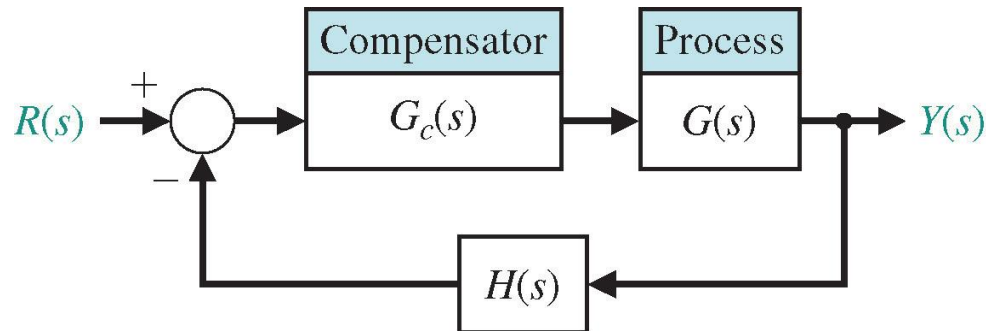 Compensator
Process
+
R(s)
G_c(s)
G(s)
Y(s)
−
H(s)